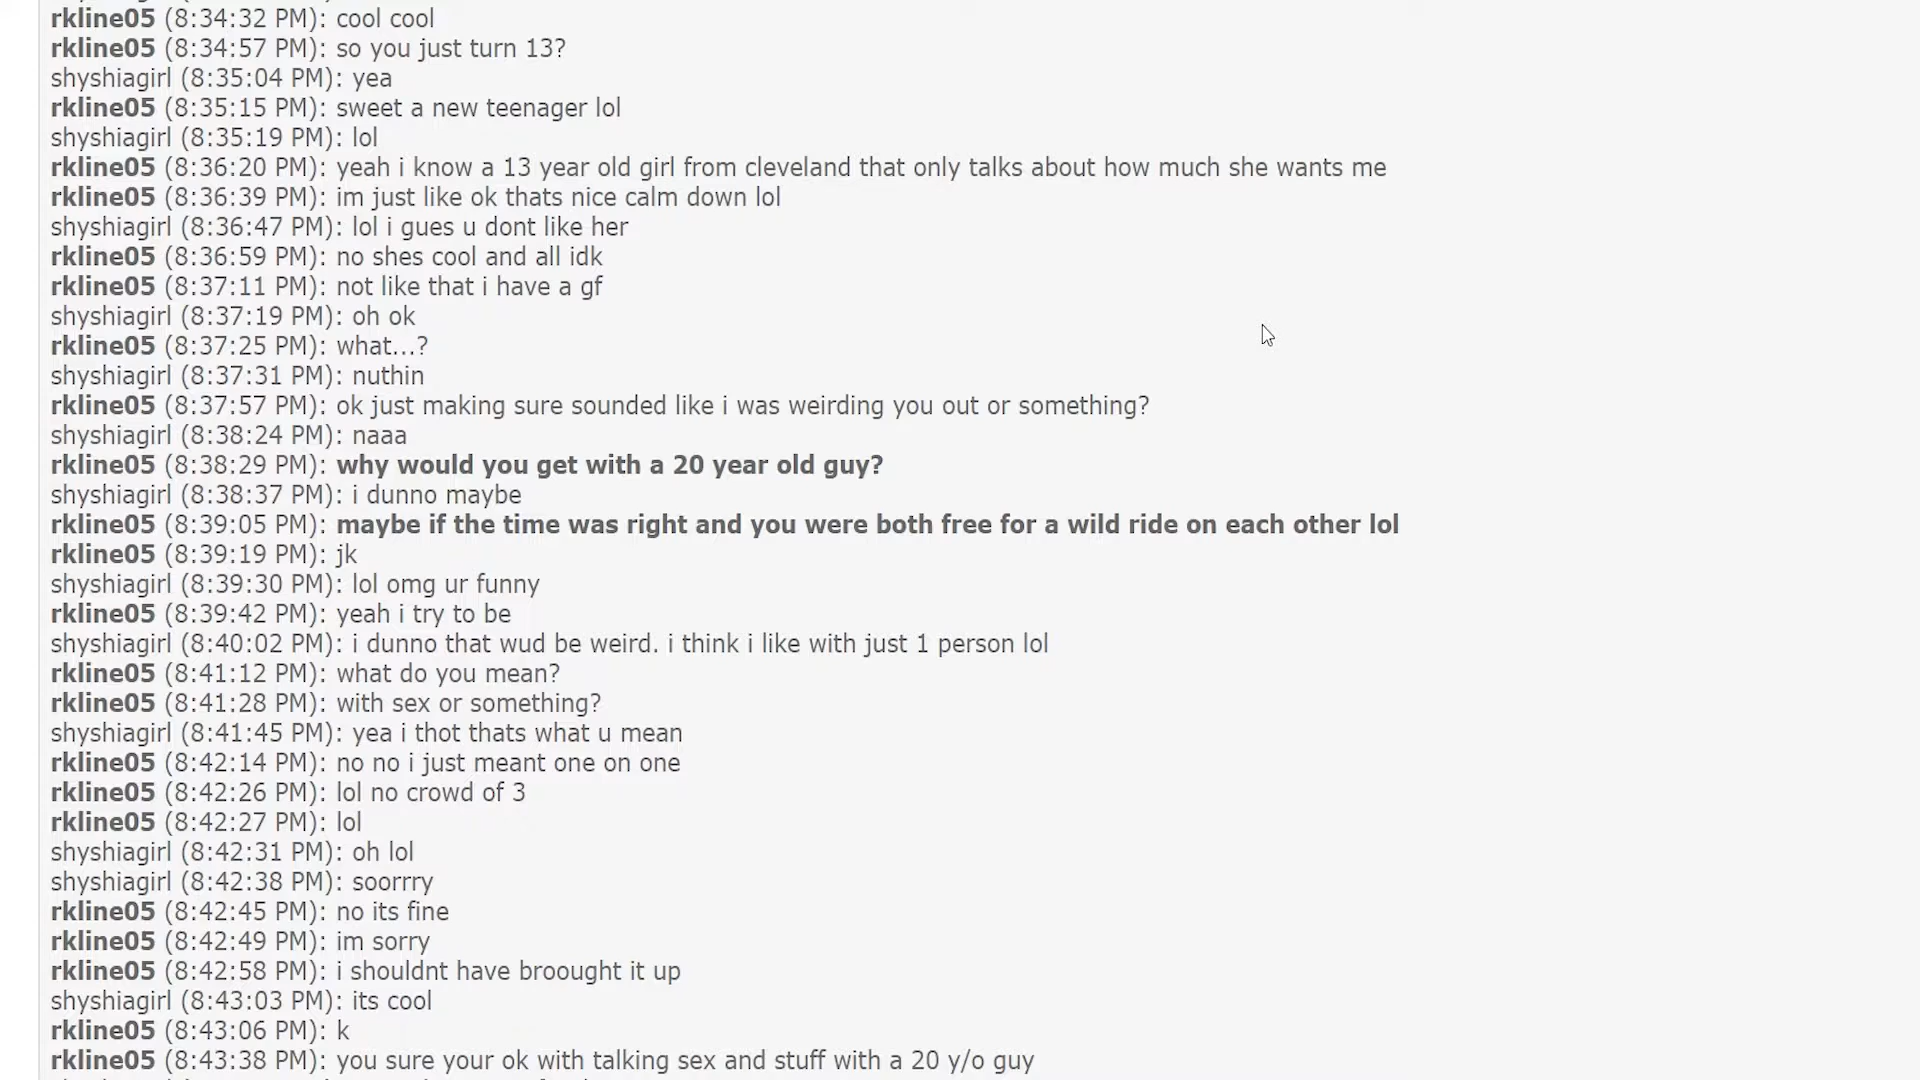 rkline05 (8:34:32 PM): cool cool
rkline05 (8:34:57 PM): so you just turn 13?
shyshiagirl (8:35:04 PM): yea
rkline05 (8:35:15 PM): sweet a new teenager lol
shyshiagirl (8:35:19 PM): lol
rkline05 (8:36:20 PM): yeah i know a 13 year old girl from cleveland that only talks about how much she wants me
rkline05 (8:36:39 PM): im just like ok thats nice calm down lol
shyshiagirl (8:36:47 PM): lol i gues u dont like her
rkline05 (8:36:59 PM): no shes cool and all idk
rkline05 (8:37:11 PM): not like that i have a gf
shyshiagirl (8:37:19 PM): oh ok
rkline05 (8:37:25 PM): what...?
shyshiagirl (8:37:31 PM): nuthin
rkline05 (8:37:57 PM): ok just making sure sounded like i was weirding you out or something?
shyshiagirl (8:38:24 PM): naaa
rkline05 (8:38:29 PM): why would you get with a 20 year old guy?
shyshiagirl (8:38:37 PM): i dunno maybe
rkline05 (8:39:05 PM): maybe if the time was right and you were both free for a wild ride on each other lol
rkline05 (8:39:19 PM): jk
shyshiagirl (8:39:30 PM): lol omg ur funny
rkline05 (8:39:42 PM): yeah i try to be
shyshiagirl (8:40:02 PM): i dunno that wud be weird. i think i like with just 1 person lol
rkline05 (8:41:12 PM): what do you mean?
rkline05 (8:41:28 PM): with sex or something?
shyshiagirl (8:41:45 PM): yea i thot thats what u mean
rkline05 (8:42:14 PM): no no i just meant one on one
rkline05 (8:42:26 PM): lol no crowd of 3
rkline05 (8:42:27 PM): lol
shyshiagirl (8:42:31 PM): oh lol
shyshiagirl (8:42:38 PM): soorrry
rkline05 (8:42:45 PM): no its fine
rkline05 (8:42:49 PM): im sorry
rkline05 (8:42:58 PM): i shouldnt have broought it up
shyshiagirl (8:43:03 PM): its cool
rkline05 (8:43:06 PM): k
rkline05 (8:43:38 PM): you sure your ok with talking sex and stuff with a 20 y/o guy